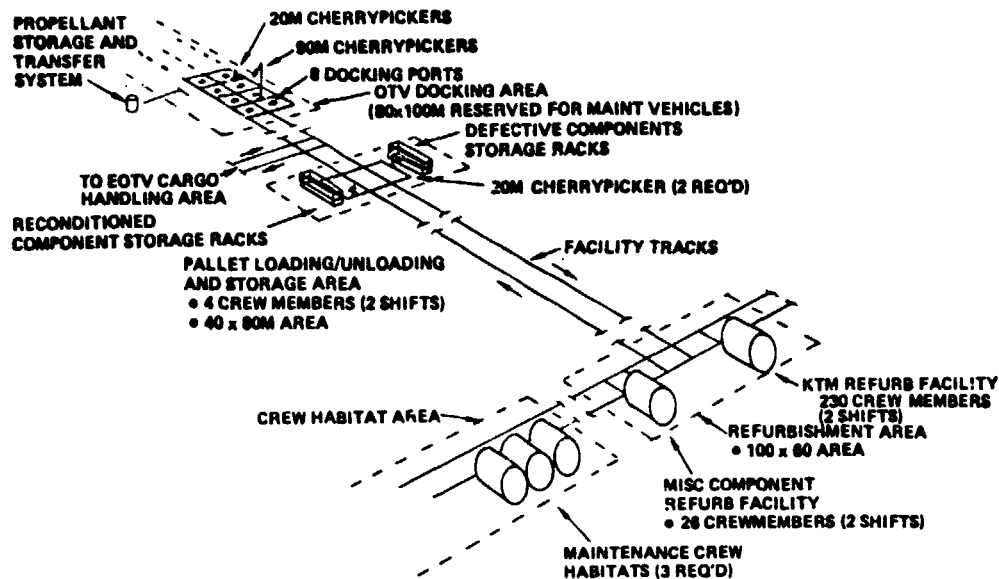 PROPELLANT
STORAGE AND
TRANSFER
SYSTEM
20M CHERRYPICKERS
90M CHERRYPICKERS
8 DOCKING PORTS
OTV DOCKING AREA
(80x100M RESERVED FOR MAINT VEHICLES)
DEFECTIVE COMPONENTS
STORAGE RACKS
20M CHERRYPICKER (2 REQ'D)
TO EOTV CARGO
HANDLING AREA
RECONDITIONED
COMPONENT STORAGE RACKS
FACILITY TRACKS
PALLET LOADING/UNLOADING
AND STORAGE AREA
• 4 CREW MEMBERS (2 SHIFTS)
• 40 x 80M AREA
KTM REFURB FACILITY
230 CREW MEMBERS
(2 SHIFTS)
REFURBISHMENT AREA
• 100 x 60 AREA
CREW HABITAT AREA
MISC COMPONENT
REFURB FACILITY
• 26 CREWMEMBERS (2 SHIFTS)
MAINTENANCE CREW
HABITATS (3 REQ'D)